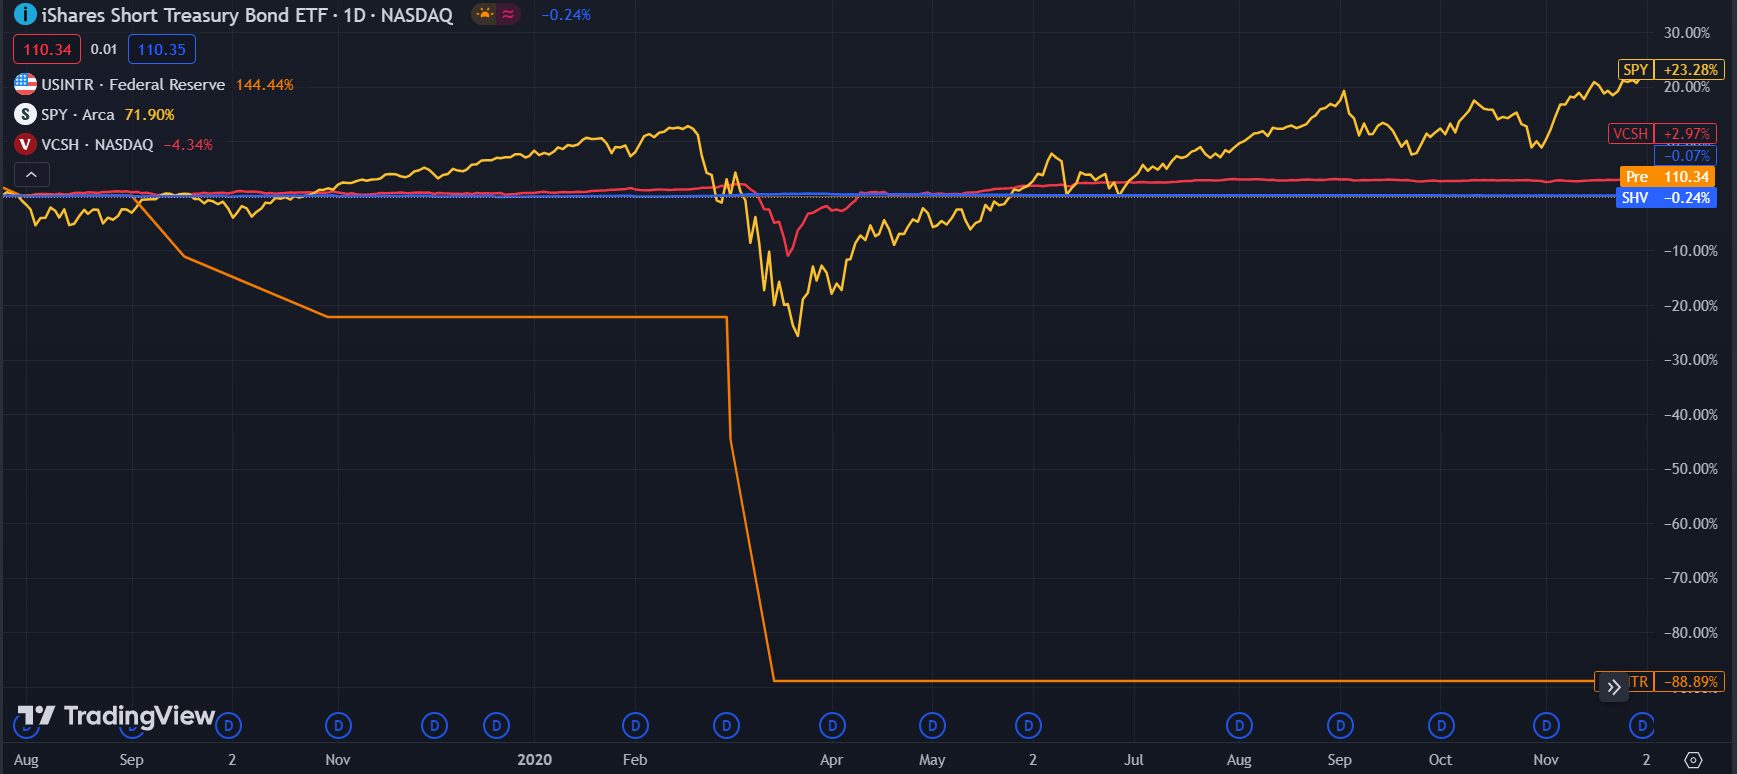 iShares Short Treasury Bond ETF · 1D · NASDAQ −0.24%
110.34 0.01 110.35
USINTR · Federal Reserve 144.44%
S SPY · Arca 71.90%
V VCSH · NASDAQ −4.34%
30.00%
SPY +23.28%
20.00%
VCSH +2.97%
−0.07%
Pre 110.34
SHV −0.24%
−10.00%
−20.00%
−30.00%
−40.00%
−50.00%
−60.00%
−70.00%
−80.00%
TR −88.89%
TradingView
D D D D D D D D D D D D D D D D
Aug Sep 2 Nov 2020 Feb Apr May 2 Jul Aug Sep Oct Nov 2